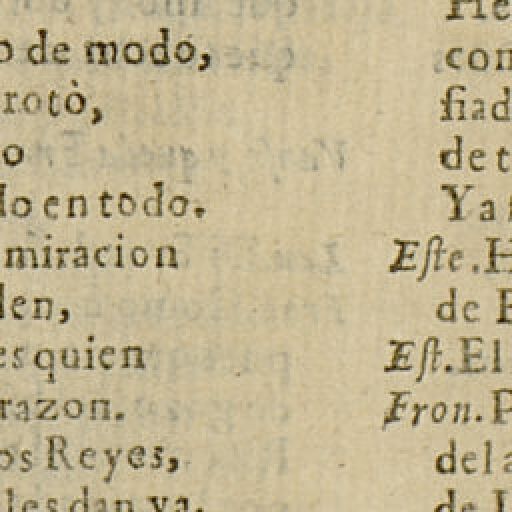 o de modo,
rotò,
o
do en todo.
miracion
den,
es quien
razon.
os Reyes,
les dan ya.
He
con
fiad
de t
Ya
Eſte. H
de
Eſt. El
Fron. P
del a
de